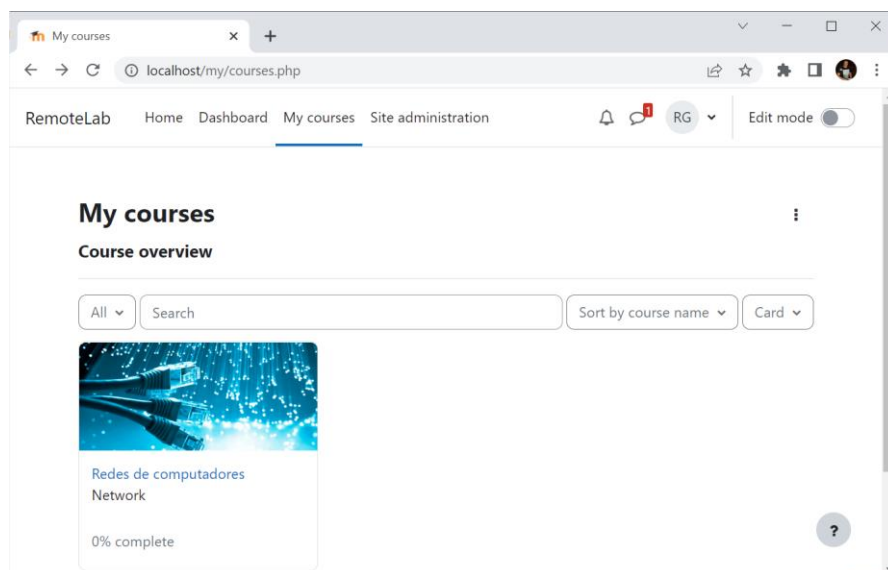 My courses
localhost/my/courses.php
RemoteLab Home Dashboard My courses Site administration 1 RG Edit mode
My courses
Course overview
All Search Sort by course name Card
Redes de computadores
Network
0% complete
?